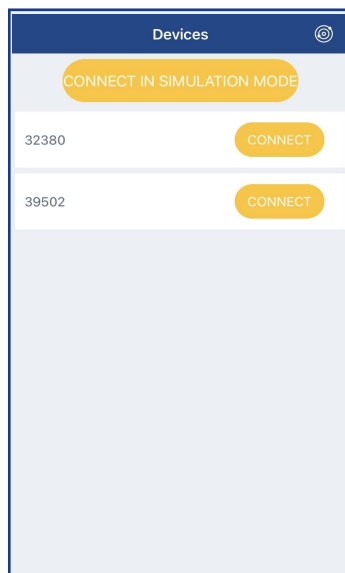 Devices
CONNECT IN SIMULATION MODE
32380 CONNECT
39502 CONNECT